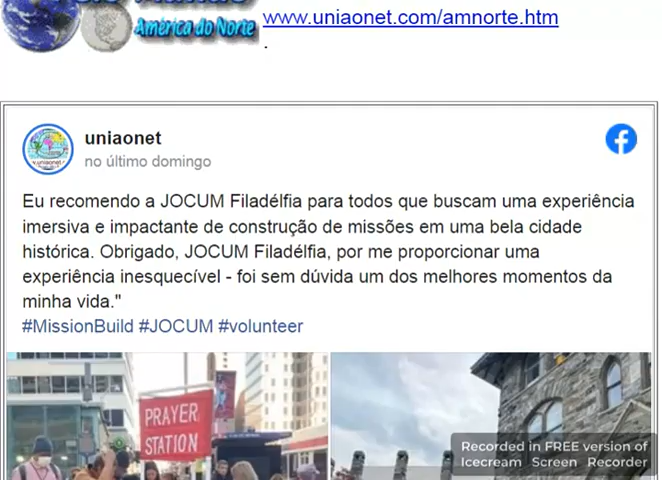 América do Norte
www.uniaonet.com/amnorte.htm
.
uniaonet
no último domingo
Eu recomendo a JOCUM Filadélfia para todos que buscam uma experiência
imersiva e impactante de construção de missões em uma bela cidade
histórica. Obrigado, JOCUM Filadélfia, por me proporcionar uma
experiência inesquecível - foi sem dúvida um dos melhores momentos da
minha vida."
#MissionBuild #JOCUM #volunteer
PRAYER
STATION
Recorded in FREE version of
Icecream Screen Recorder